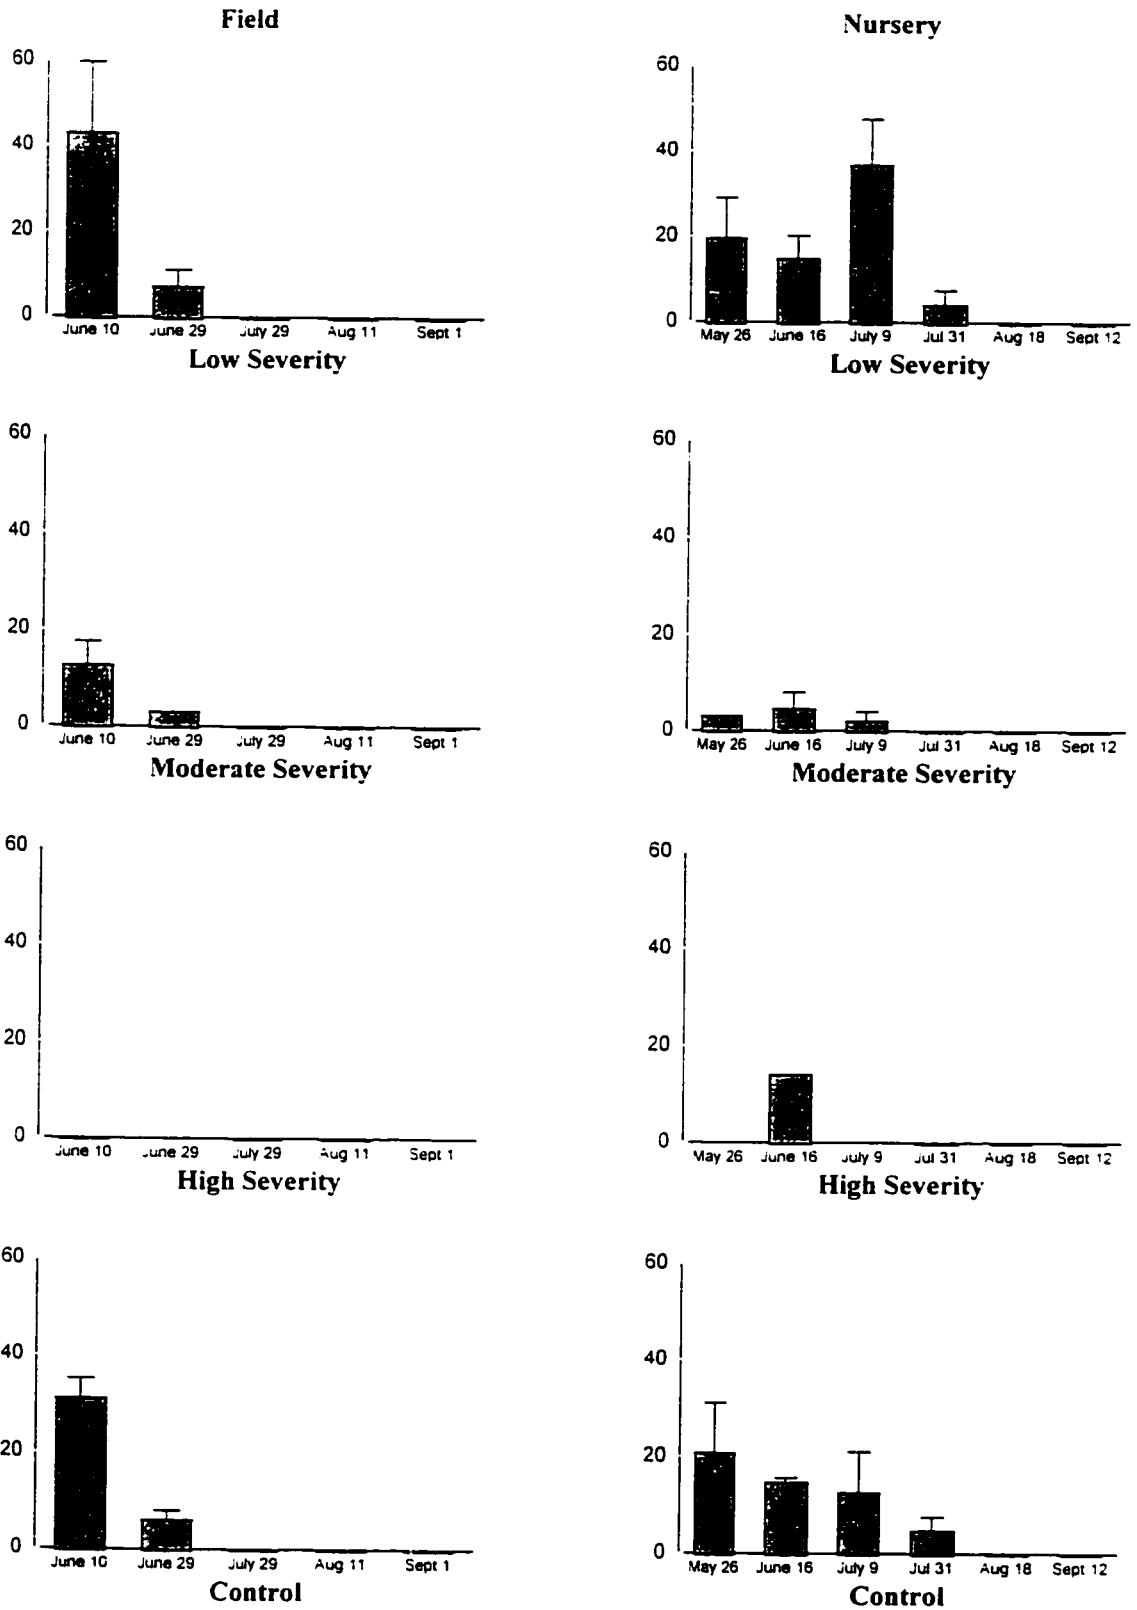 Field
60
40
20
0
June 10 June 29 July 29 Aug 11 Sept 1
Low Severity
Nursery
60
40
20
0
May 26 June 16 July 9 Jul 31 Aug 18 Sept 12
Low Severity
60
40
20
0
June 10 June 29 July 29 Aug 11 Sept 1
Moderate Severity
60
40
20
0
May 26 June 16 July 9 Jul 31 Aug 18 Sept 12
Moderate Severity
60
40
20
0
June 10 June 29 July 29 Aug 11 Sept 1
High Severity
60
40
20
0
May 26 June 16 July 9 Jul 31 Aug 18 Sept 12
High Severity
60
40
20
0
June 10 June 29 July 29 Aug 11 Sept 1
Control
60
40
20
0
May 26 June 16 July 9 Jul 31 Aug 18 Sept 12
Control